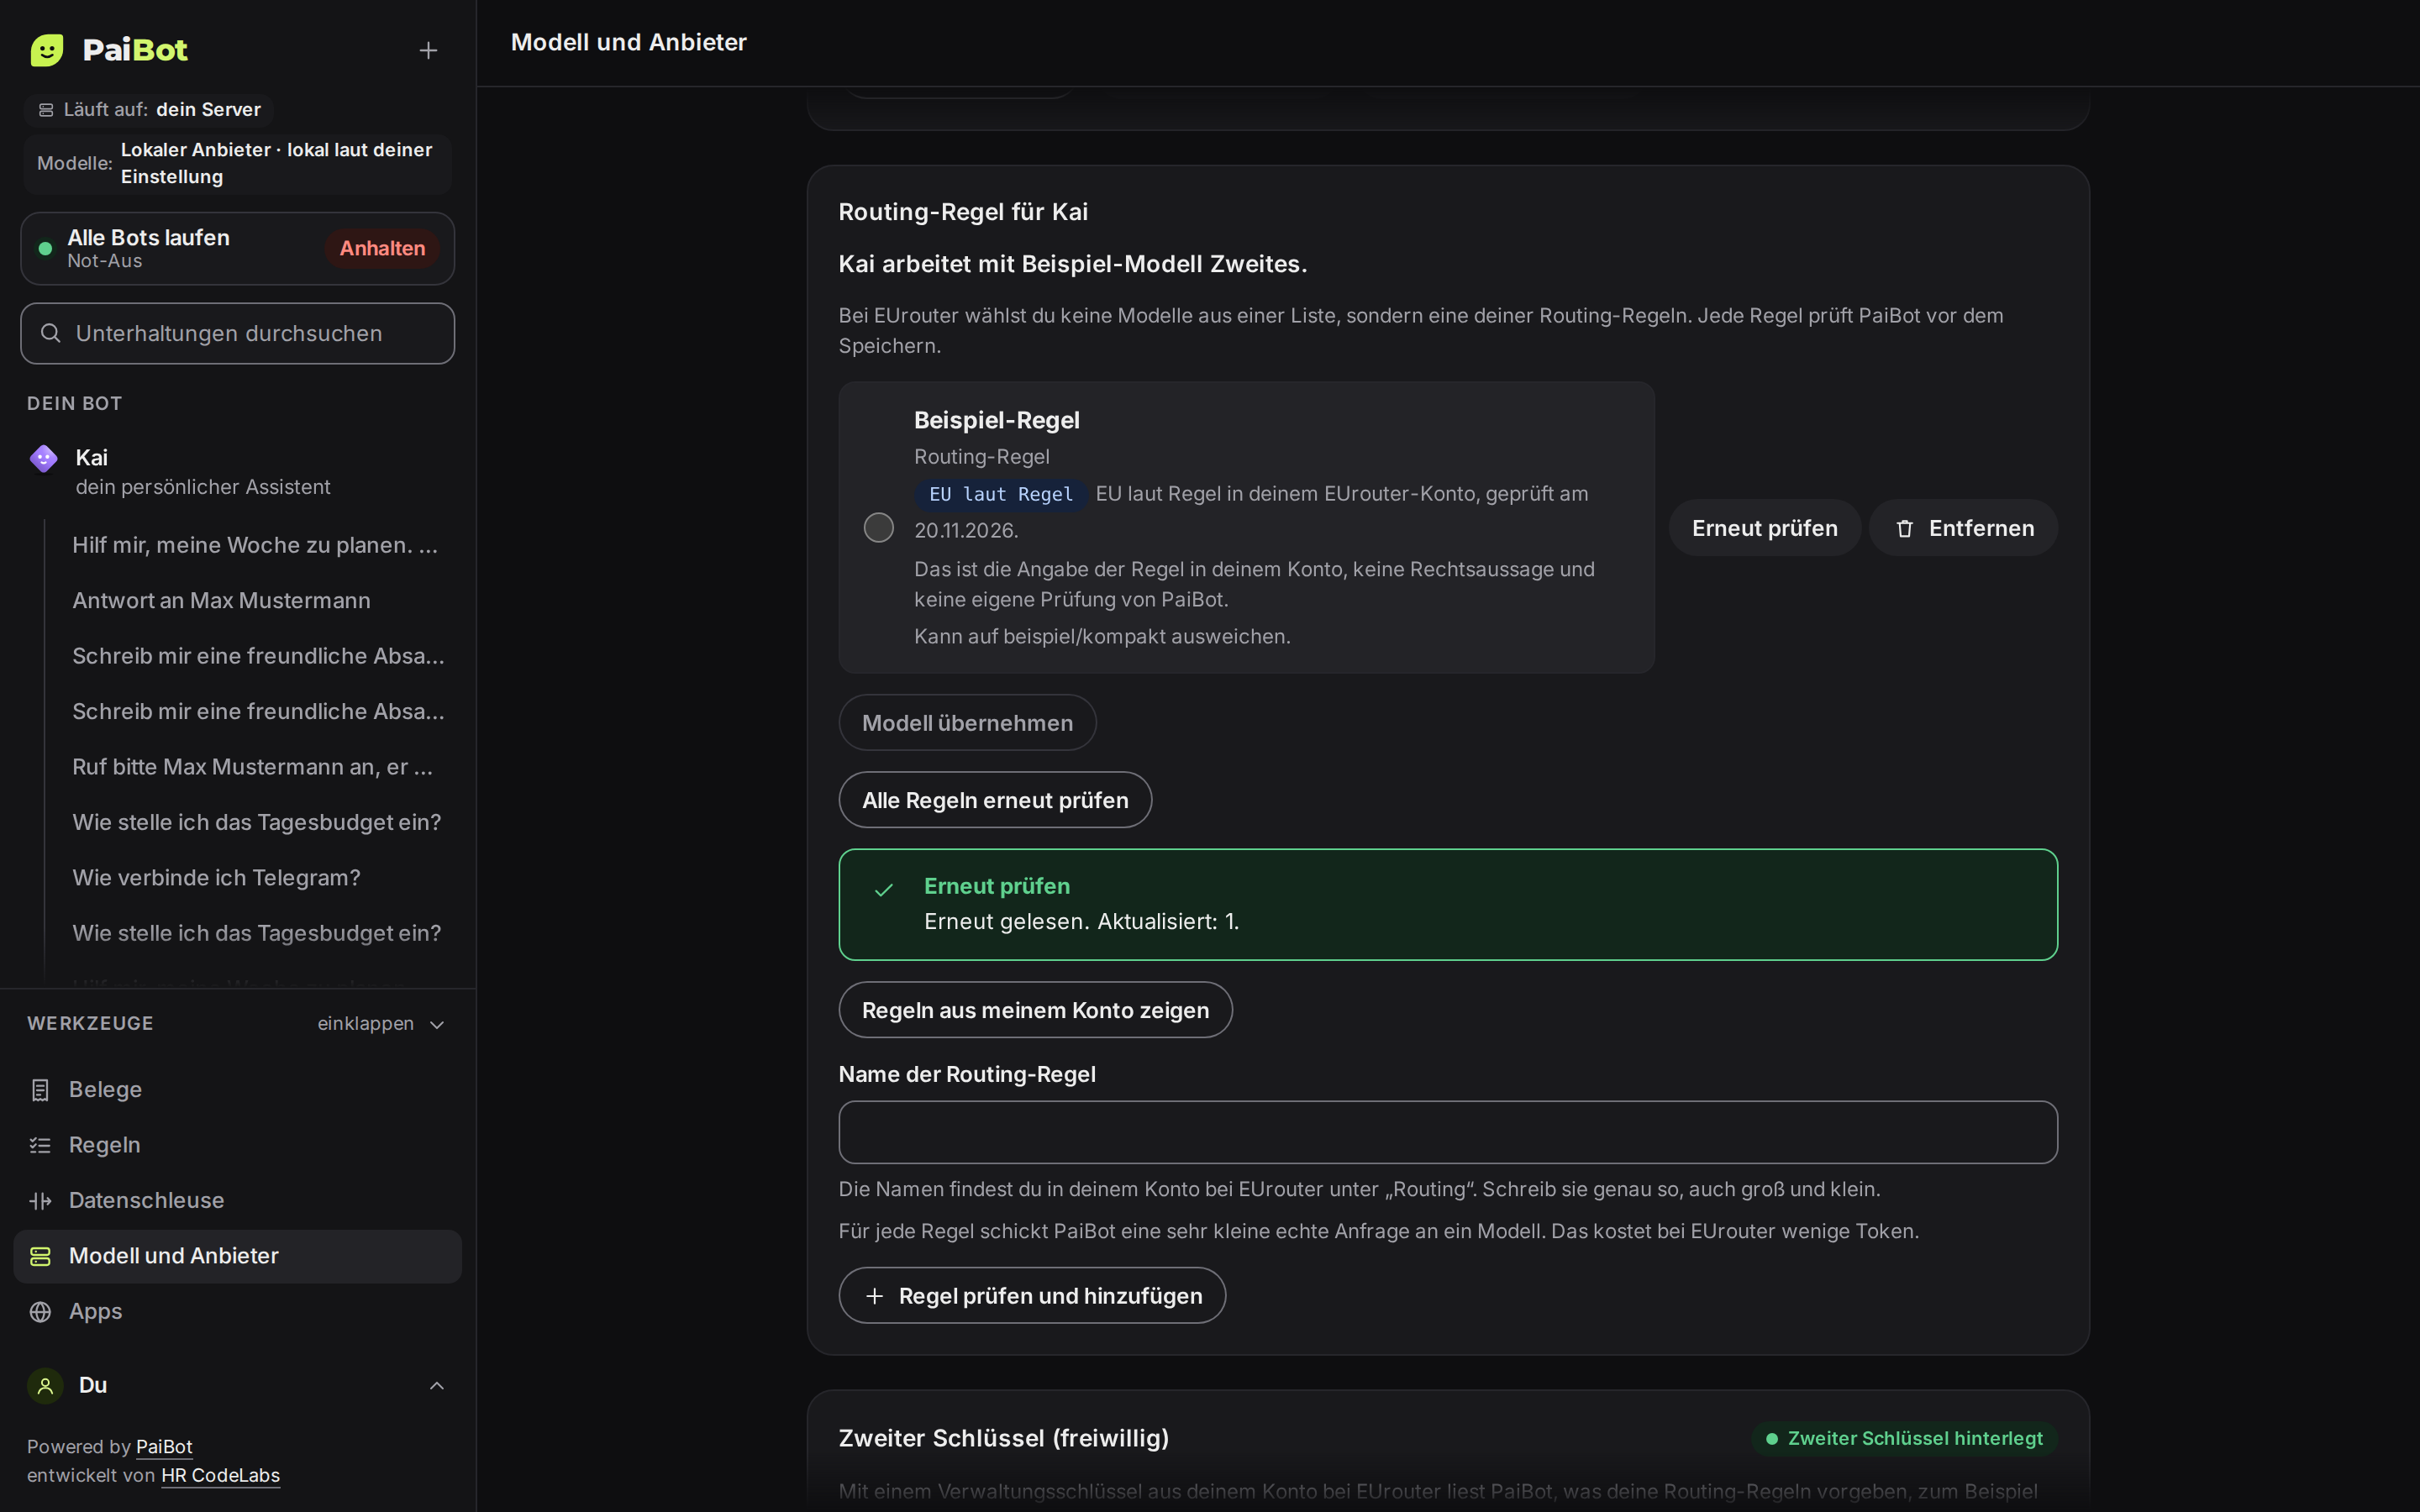 PaiBot
Läuft auf: dein Server
Modelle: Lokaler Anbieter · lokal laut deiner
Einstellung
Alle Bots laufen
Not-Aus
Anhalten
Unterhaltungen durchsuchen
DEIN BOT
Kai
dein persönlicher Assistent
Hilf mir, meine Woche zu planen. ...
Antwort an Max Mustermann
Schreib mir eine freundliche Absa...
Schreib mir eine freundliche Absa...
Ruf bitte Max Mustermann an, er ...
Wie stelle ich das Tagesbudget ein?
Wie verbinde ich Telegram?
Wie stelle ich das Tagesbudget ein?
WERKZEUGE
einklappen
Belege
Regeln
Datenschleuse
Modell und Anbieter
Apps
Du
Powered by PaiBot
entwickelt von HR CodeLabs
Modell und Anbieter
Routing-Regel für Kai
Kai arbeitet mit Beispiel-Modell Zweites.
Bei EUrouter wählst du keine Modelle aus einer Liste, sondern eine deiner Routing-Regeln. Jede Regel prüft PaiBot vor dem
Speichern.
Beispiel-Regel
Routing-Regel
EU laut Regel EU laut Regel in deinem EUrouter-Konto, geprüft am
20.11.2026.
Das ist die Angabe der Regel in deinem Konto, keine Rechtsaussage und
keine eigene Prüfung von PaiBot.
Kann auf beispiel/kompakt ausweichen.
Erneut prüfen
Entfernen
Modell übernehmen
Alle Regeln erneut prüfen
Erneut prüfen
Erneut gelesen. Aktualisiert: 1.
Regeln aus meinem Konto zeigen
Name der Routing-Regel
Die Namen findest du in deinem Konto bei EUrouter unter „Routing“. Schreib sie genau so, auch groß und klein.
Für jede Regel schickt PaiBot eine sehr kleine echte Anfrage an ein Modell. Das kostet bei EUrouter wenige Token.
Regel prüfen und hinzufügen
Zweiter Schlüssel (freiwillig)
Zweiter Schlüssel hinterlegt
Mit einem Verwaltungsschlüssel aus deinem Konto bei EUrouter liest PaiBot, was deine Routing-Regeln vorgeben, zum Beispiel